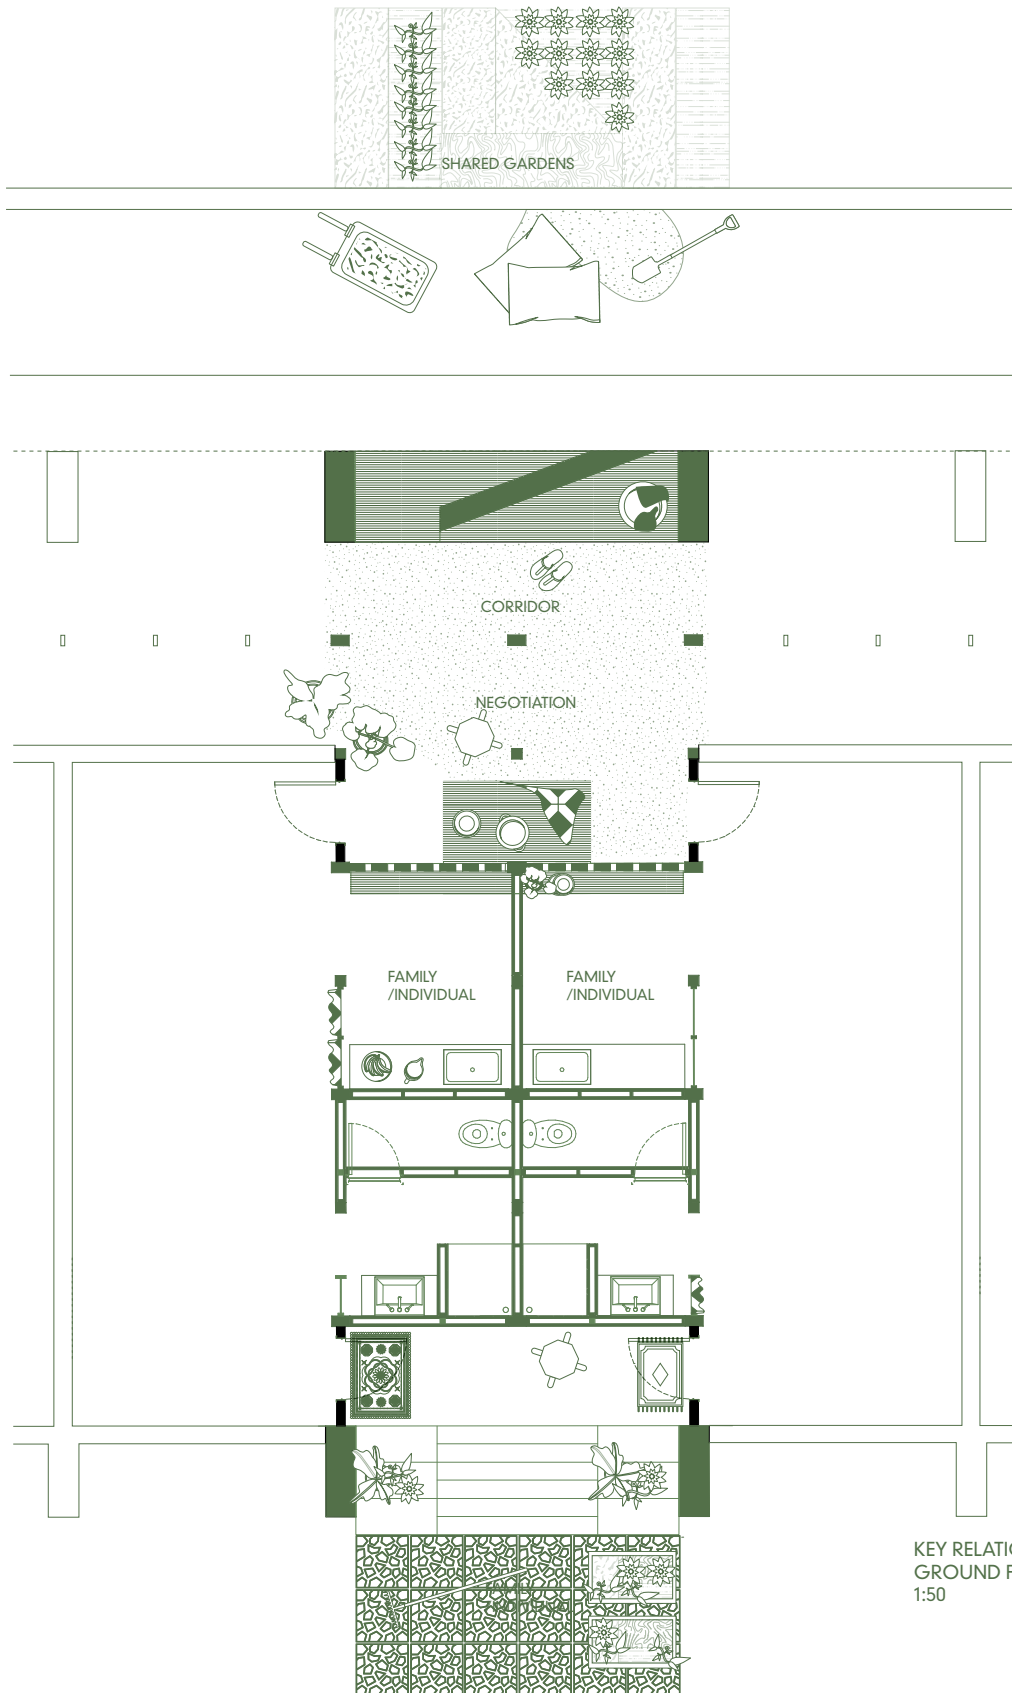 SHARED GARDENS
CORRIDOR
NEGOTIATION
FAMILY
/INDIVIDUAL
FAMILY
/INDIVIDUAL
KEY RELATIO
GROUND F
1:50